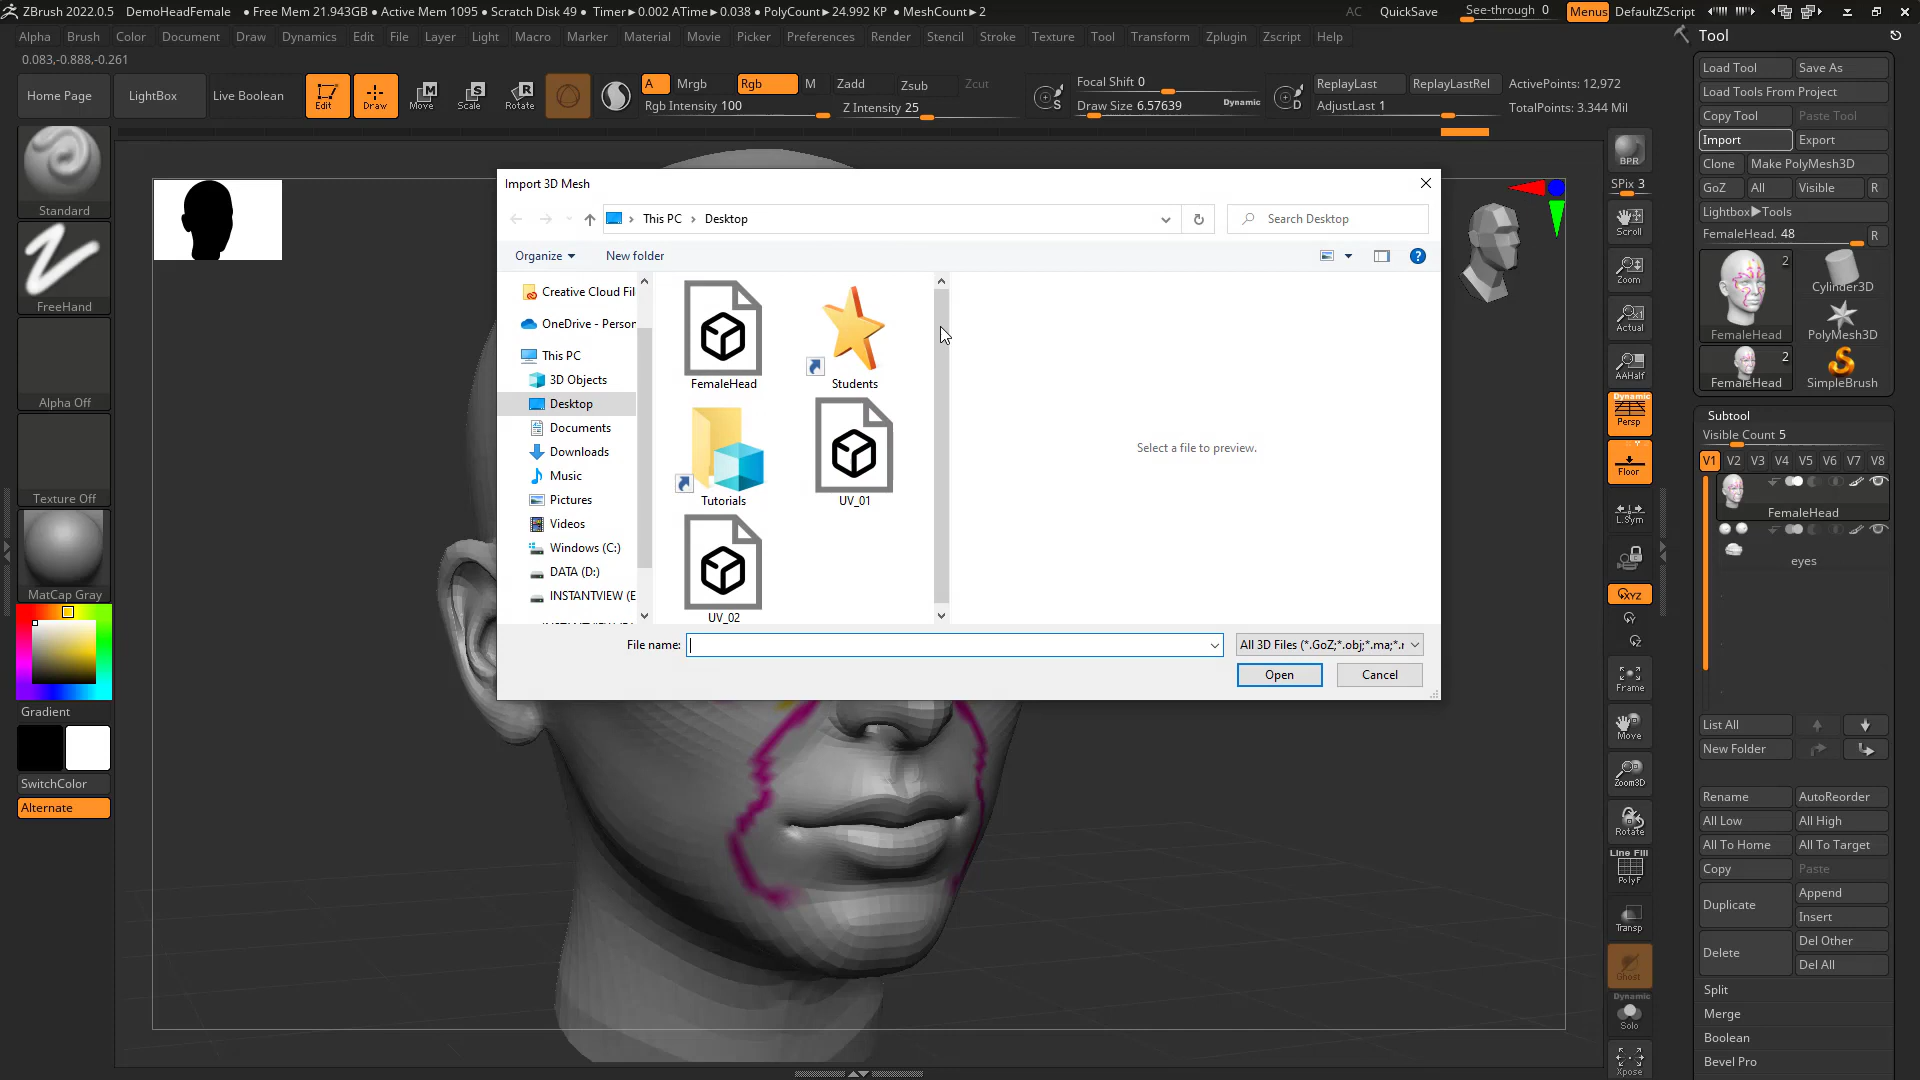 ZBrush 2022.0.5 DemoHeadFemale • Free Mem 21.943GB • Active Mem 1095 • Scratch Disk 49 • Timer►0.002 ATime►0.038 • PolyCount►24.992 KP • MeshCount►2 AC QuickSave See-through 0 Menus DefaultZScript
Alpha Brush Color Document Draw Dynamics Edit File Layer Light Macro Marker Material Movie Picker Preferences Render Stencil Stroke Texture Tool Transform Zplugin Zscript Help
0.083,-0.888,-0.261
Home Page LightBox Live Boolean Edit Draw Move Scale Rotate
A Mrgb Rgb M Zadd Zsub Zcut
Rgb Intensity 100 Z Intensity 25
Focal Shift 0
Draw Size 6.57639 Dynamic
ReplayLast ReplayLastRel ActivePoints: 12,972
AdjustLast 1 TotalPoints: 3.344 Mil
Standard
FreeHand
Alpha Off
Texture Off
MatCap Gray
Gradient
SwitchColor
Alternate
Import 3D Mesh
This PC › Desktop
Search Desktop
Organize New folder
Creative Cloud Fil
OneDrive - Person
This PC
3D Objects
Desktop
Documents
Downloads
Music
Pictures
Videos
Windows (C:)
DATA (D:)
INSTANTVIEW (E
FemaleHead
Students
Tutorials
UV_01
UV_02
Select a file to preview.
File name:
All 3D Files (*.GoZ;*.obj;*.ma;*.r
Open
Cancel
BPR
SPix 3
Scroll
Zoom
Actual
AAHalf
Dynamic
Persp
Floor
L.Sym
XYZ
Frame
Move
Zoom3D
Rotate
Line Fill
PolyF
Transp
Ghost
Dynamic
Solo
Xpose
Tool
Load Tool Save As
Load Tools From Project
Copy Tool Paste Tool
Import Export
Clone Make PolyMesh3D
GoZ All Visible R
Lightbox►Tools
FemaleHead. 48 R
2
FemaleHead
Cylinder3D
PolyMesh3D
2
FemaleHead
SimpleBrush
Subtool
Visible Count 5
V1 V2 V3 V4 V5 V6 V7 V8
FemaleHead
eyes
List All
New Folder
Rename AutoReorder
All Low All High
All To Home All To Target
Copy Paste
Duplicate Append
Insert
Delete Del Other
Del All
Split
Merge
Boolean
Bevel Pro